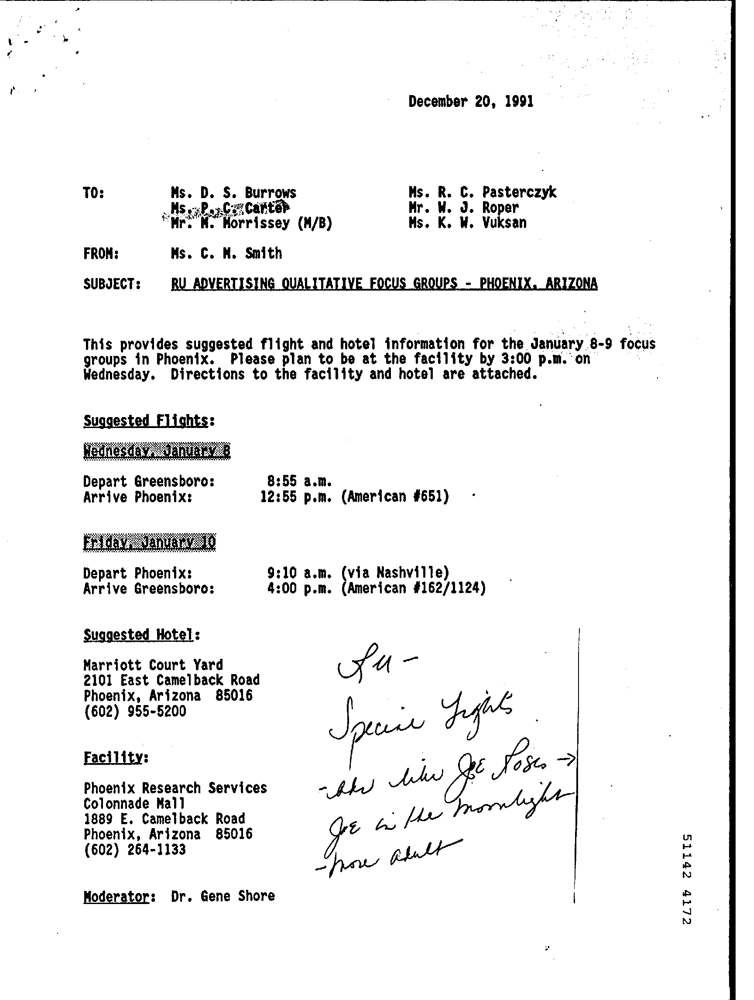 December 20, 1991
TO: Ms. D. S. Burrows Ms. R. C. Pasterczyk
Ms. P. C. Carter Mr. W. J. Roper
Mr. M. Morrissey (M/B) Ms. K. W. Vuksan
FROM: Ms. C. M. Smith
SUBJECT: RU ADVERTISING QUALITATIVE FOCUS GROUPS - PHOENIX, ARIZONA
This provides suggested flight and hotel information for the January 8-9 focus
groups in Phoenix. Please plan to be at the facility by 3:00 p.m. on
Wednesday. Directions to the facility and hotel are attached.
Suggested Flights:
Wednesday, January 8
Depart Greensboro: 8:55 a.m.
Arrive Phoenix: 12:55 p.m. (American #651)
Friday, January 10
Depart Phoenix: 9:10 a.m. (via Nashville)
Arrive Greensboro: 4:00 p.m. (American #162/1124)
Suggested Hotel:
Marriott Court Yard
2101 East Camelback Road
Phoenix, Arizona 85016
(602) 955-5200
Facility:
Phoenix Research Services
Colonnade Mall
1889 E. Camelback Road
Phoenix, Arizona 85016
(602) 264-1133
Moderator: Dr. Gene Shore
Special Lights
- like Joe Poses →
Joe in the moonlight
- more adult
51142 4172